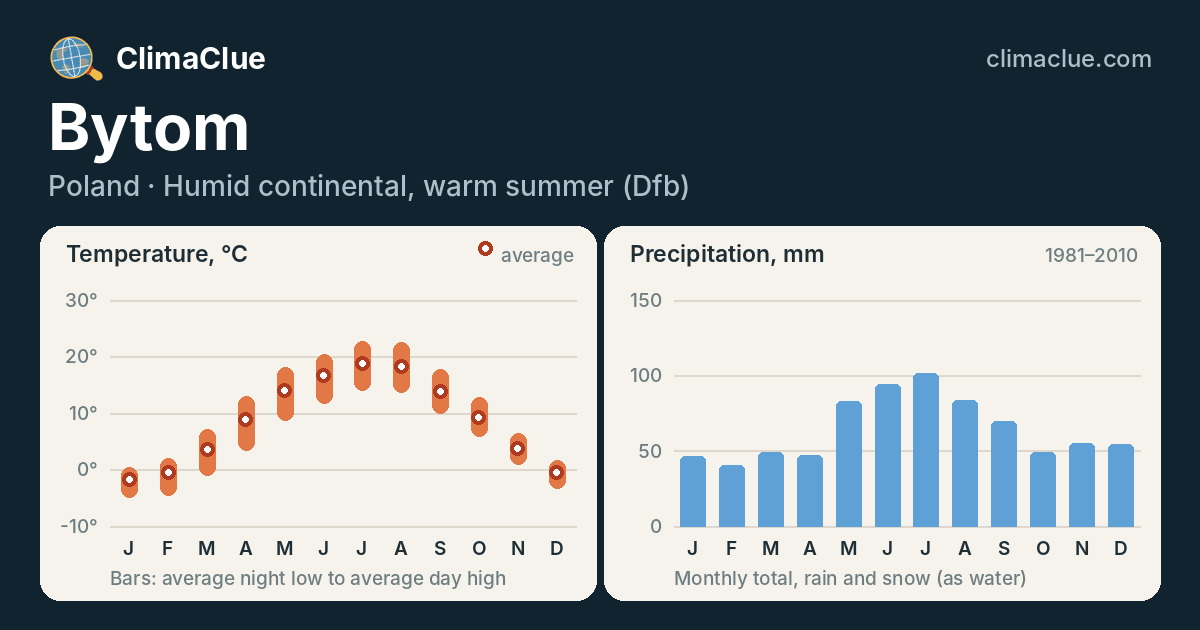 ClimaClue
climaclue.com
Bytom
Poland · Humid continental, warm summer (Dfb)
Temperature, °C
average
30°
20°
10°
0°
-10°
J F M A M J J A S O N D
Bars: average night low to average day high
Precipitation, mm
1981–2010
150
100
50
0
J F M A M J J A S O N D
Monthly total, rain and snow (as water)